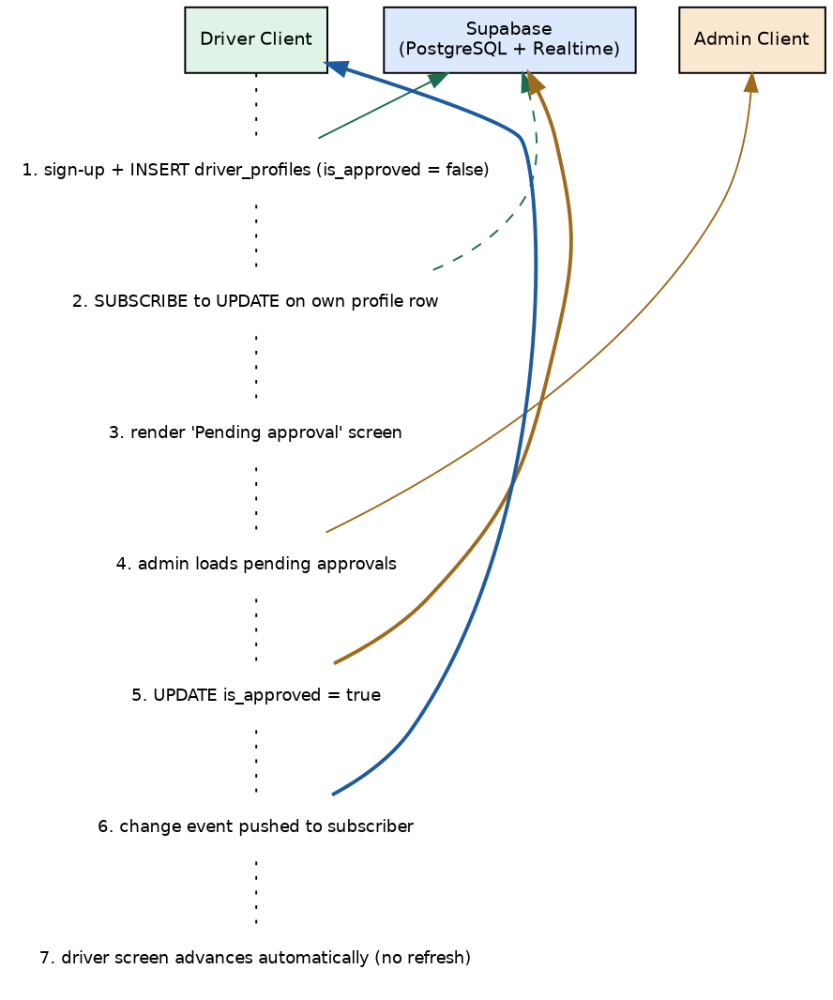 Driver Client
Supabase
(PostgreSQL + Realtime)
Admin Client
1. sign-up + INSERT driver_profiles (is_approved = false)
2. SUBSCRIBE to UPDATE on own profile row
3. render 'Pending approval' screen
4. admin loads pending approvals
5. UPDATE is_approved = true
6. change event pushed to subscriber
7. driver screen advances automatically (no refresh)